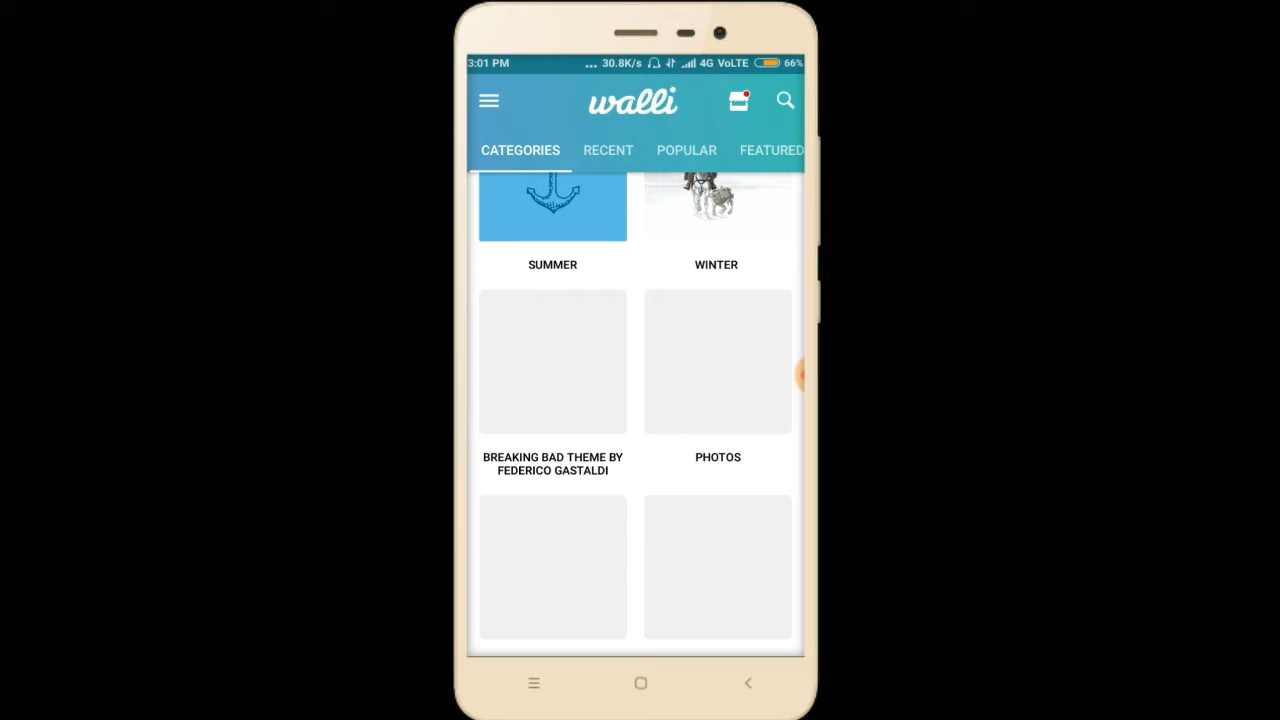 3:01 PM ... 30.8K/s 4G VoLTE 66%
walli
CATEGORIES RECENT POPULAR FEATURED
SUMMER WINTER
BREAKING BAD THEME BY
FEDERICO GASTALDI
PHOTOS